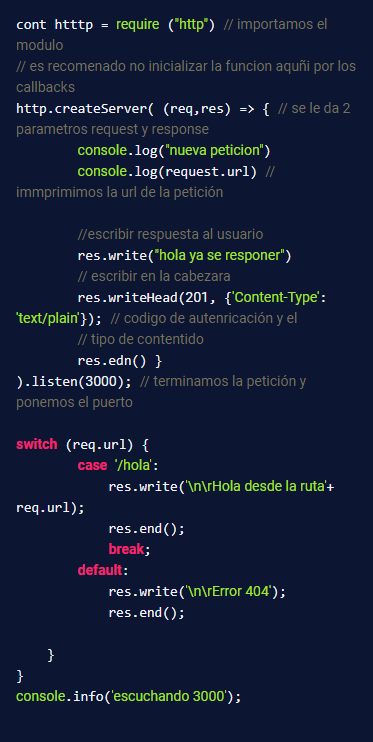 cont htttp = require ("http") // importamos el
modulo
// es recomenado no inicializar la funcion aquñi por los
callbacks
http.createServer( (req,res) => { // se le da 2
parametros request y response
console.log("nueva peticion")
console.log(request.url) //
immprimimos la url de la petición
//escribir respuesta al usuario
res.write("hola ya se responer")
// escribir en la cabezara
res.writeHead(201, {'Content-Type':
'text/plain'}); // codigo de autenricación y el
// tipo de contentido
res.edn() }
).listen(3000); // terminamos la petición y
ponemos el puerto
switch (req.url) {
case '/hola':
res.write('\n\rHola desde la ruta'+
req.url);
res.end();
break;
default:
res.write('\n\rError 404');
res.end();
}
}
console.info('escuchando 3000');